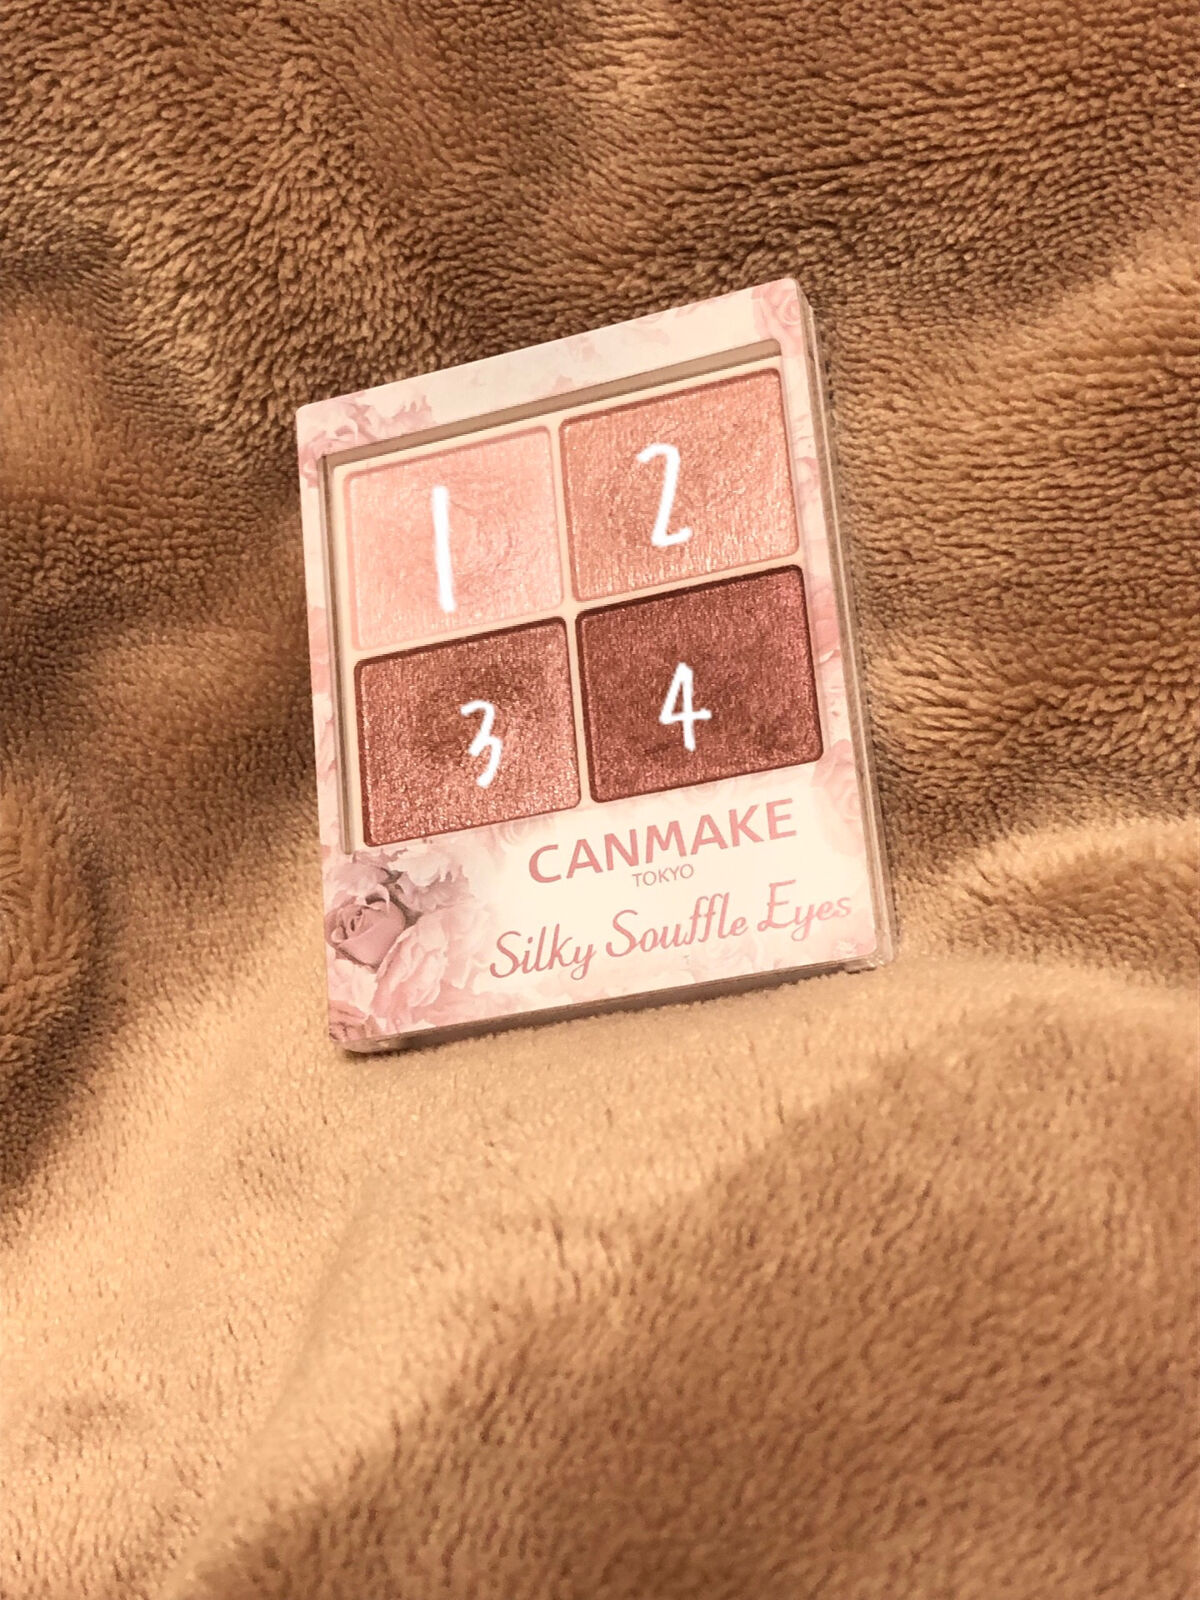 1 2
3 4
CANMAKE
TOKYO
Silky Souffle Eyes